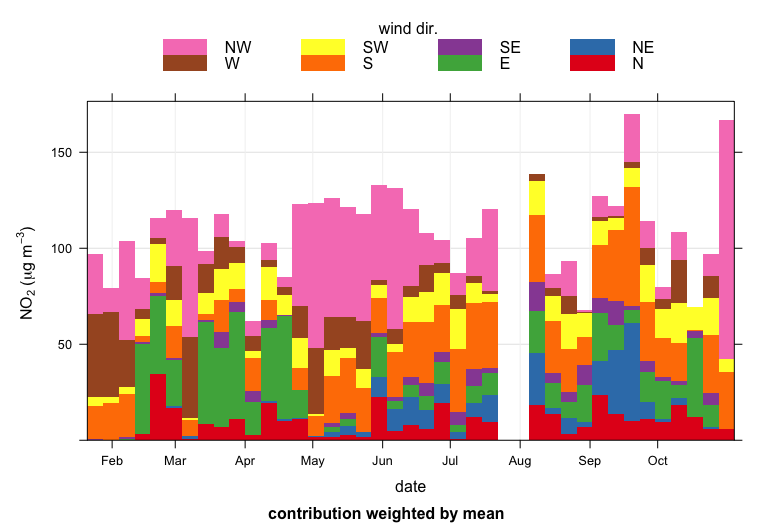 wind dir.
NW SW SE NE
W S E N
NO₂ (μg m⁻³)
150
100
50
Feb Mar Apr May Jun Jul Aug Sep Oct
date
contribution weighted by mean